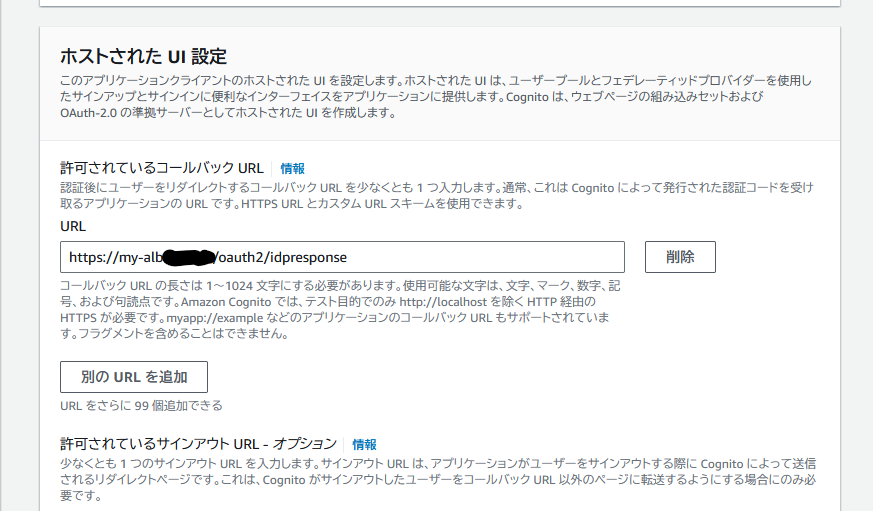 ホストされた UI 設定
このアプリケーションクライアントのホストされた UI を設定します。ホストされた UI は、ユーザープールとフェデレーティッドプロバイダーを使用し
たサインアップとサインインに便利なインターフェイスをアプリケーションに提供します。Cognito は、ウェブページの組み込みセットおよび
OAuth-2.0 の準拠サーバーとしてホストされた UI を作成します。
許可されているコールバック URL 情報
認証後にユーザーをリダイレクトするコールバック URL を少なくとも 1 つ入力します。通常、これは Cognito によって発行された認証コードを受け
取るアプリケーションの URL です。HTTPS URL とカスタム URL スキームを使用できます。
URL
https://my-alb /oauth2/idpresponse
削除
コールバック URL の長さは 1～1024 文字にする必要があります。使用可能な文字は、文字、マーク、数字、記
号、および句読点です。Amazon Cognito では、テスト目的でのみ http://localhost を除く HTTP 経由の
HTTPS が必要です。myapp://example などのアプリケーションのコールバック URL もサポートされていま
す。フラグメントを含めることはできません。
別の URL を追加
URL をさらに 99 個追加できる
許可されているサインアウト URL - オプション 情報
少なくとも 1 つのサインアウト URL を入力します。サインアウト URL は、アプリケーションがユーザーをサインアウトする際に Cognito によって送信
されるリダイレクトページです。これは、Cognito がサインアウトしたユーザーをコールバック URL 以外のページに転送するようにする場合にのみ必
要です。